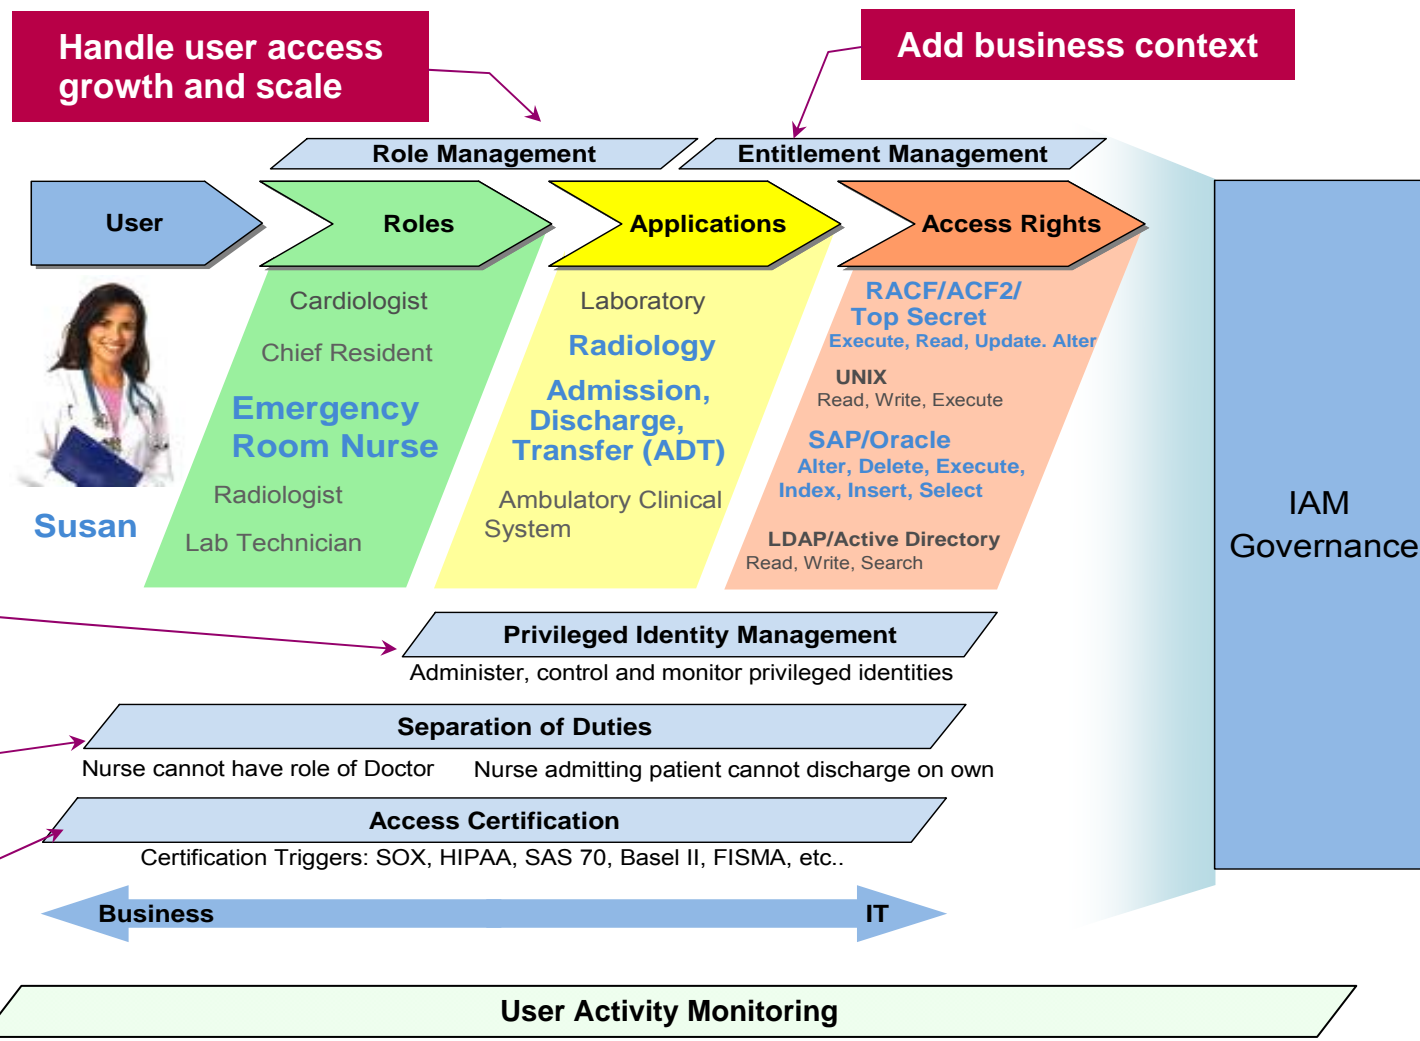 Handle user access
growth and scale
Add business context
Role Management
Entitlement Management
User
Roles
Applications
Access Rights
Cardiologist
Chief Resident
Emergency
Room Nurse
Radiologist
Lab Technician
Susan
Laboratory
Radiology
Admission,
Discharge,
Transfer (ADT)
Ambulatory Clinical
System
RACF/ACF2/
Top Secret
Execute, Read, Update. Alter
UNIX
Read, Write, Execute
SAP/Oracle
Alter, Delete, Execute,
Index, Insert, Select
LDAP/Active Directory
Read, Write, Search
IAM
Governance
Privileged Identity Management
Administer, control and monitor privileged identities
Separation of Duties
Nurse cannot have role of Doctor
Nurse admitting patient cannot discharge on own
Access Certification
Certification Triggers: SOX, HIPAA, SAS 70, Basel II, FISMA, etc..
Business
IT
User Activity Monitoring